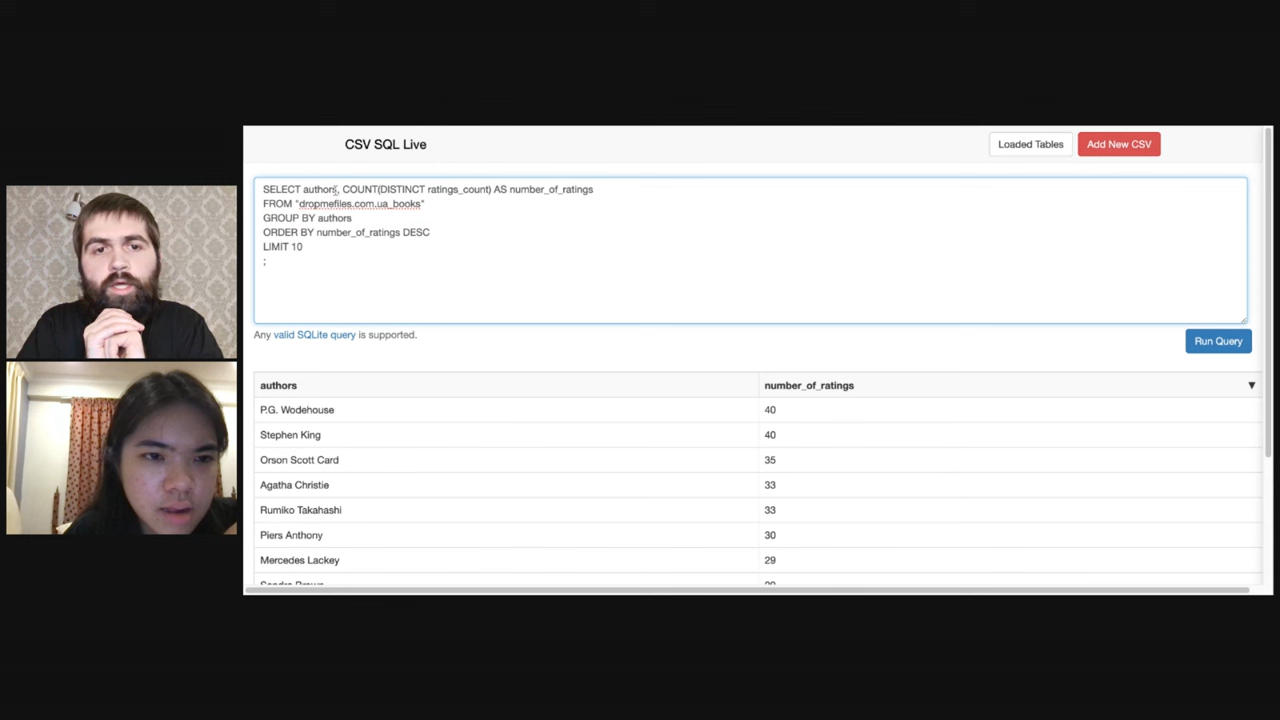 CSV SQL Live
Loaded Tables
Add New CSV
SELECT authors, COUNT(DISTINCT ratings_count) AS number_of_ratings
FROM "dropmefiles.com.ua_books"
GROUP BY authors
ORDER BY number_of_ratings DESC
LIMIT 10
;
Any valid SQLite query is supported.
Run Query
authors number_of_ratings ▼
P.G. Wodehouse 40
Stephen King 40
Orson Scott Card 35
Agatha Christie 33
Rumiko Takahashi 33
Piers Anthony 30
Mercedes Lackey 29
Sandra Brown